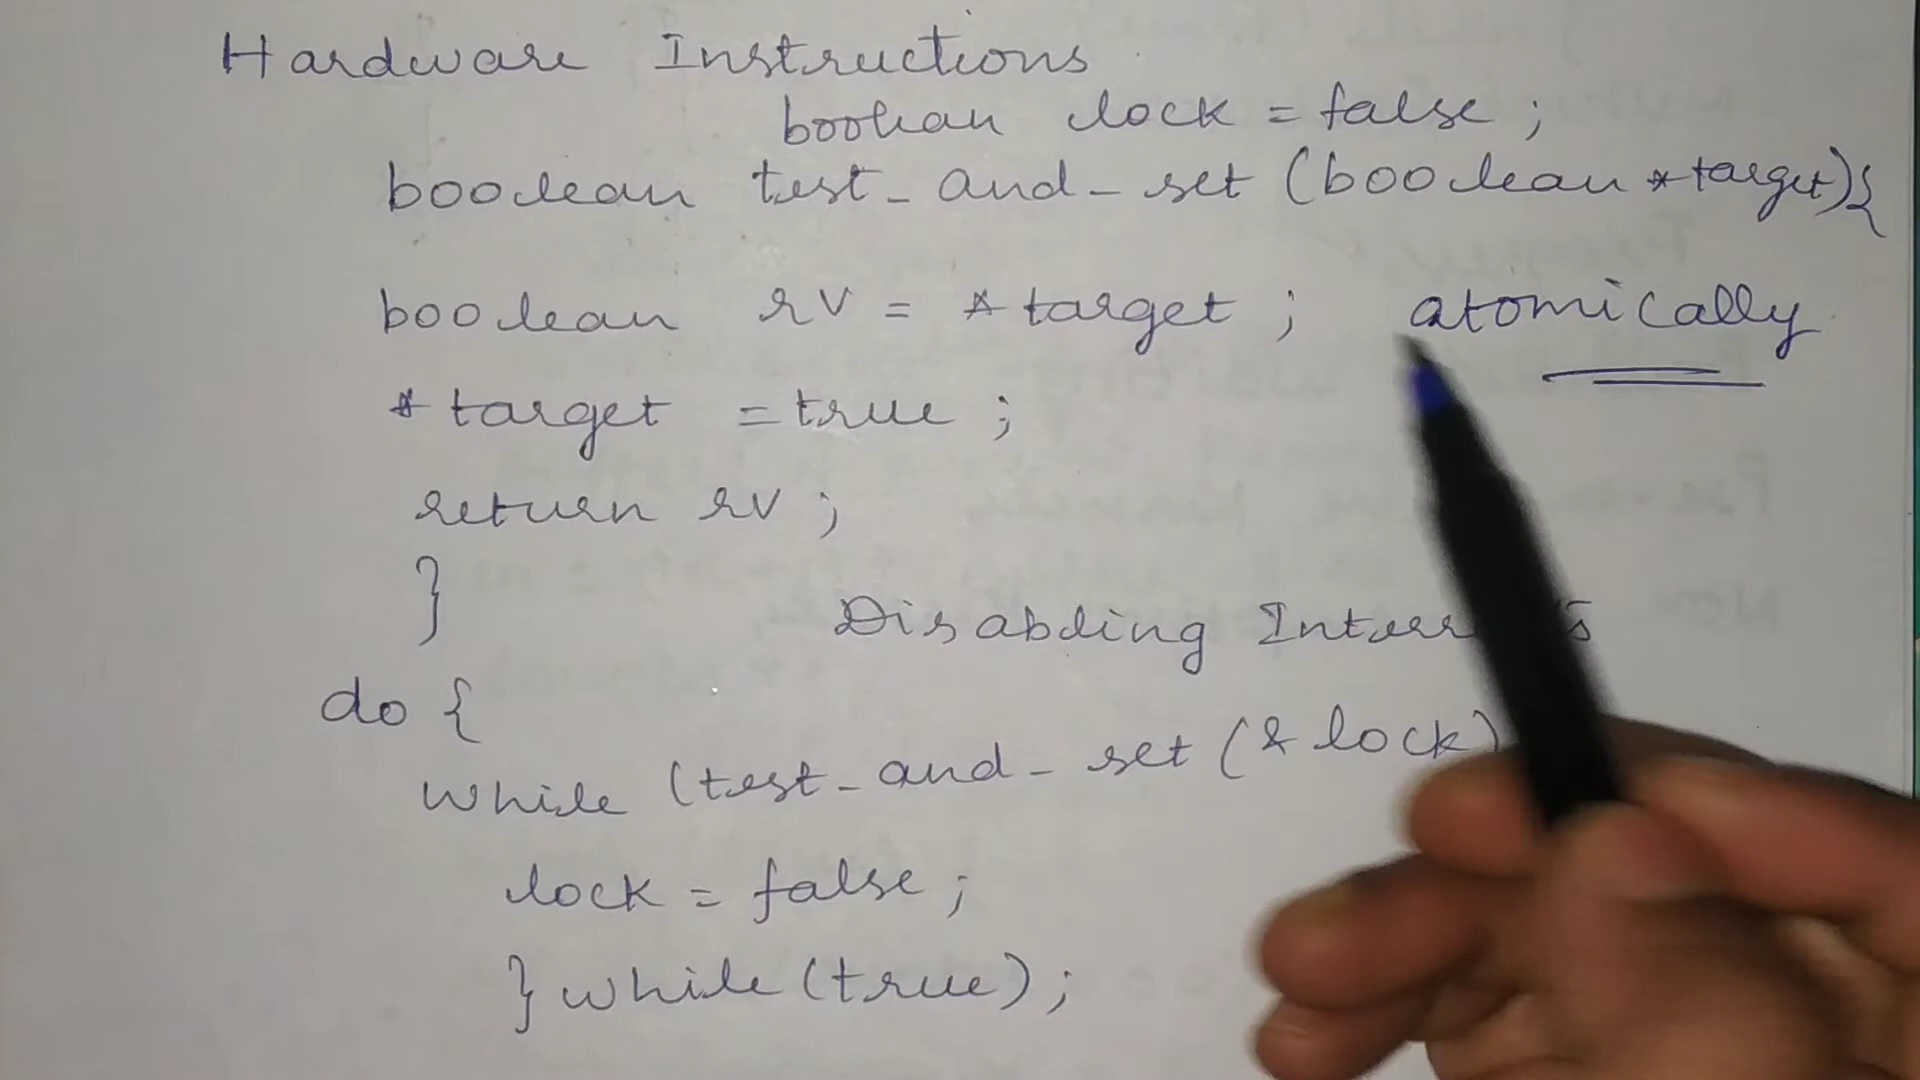 Hardware Instructions
boolean lock = false ;
boolean test_and_set (boolean *target){
boolean rv = *target ; atomically
*target = true ;
return rv ;
}
Disabling
do {
while (test_and_set (& lock)
lock = false ;
} while (true) ;